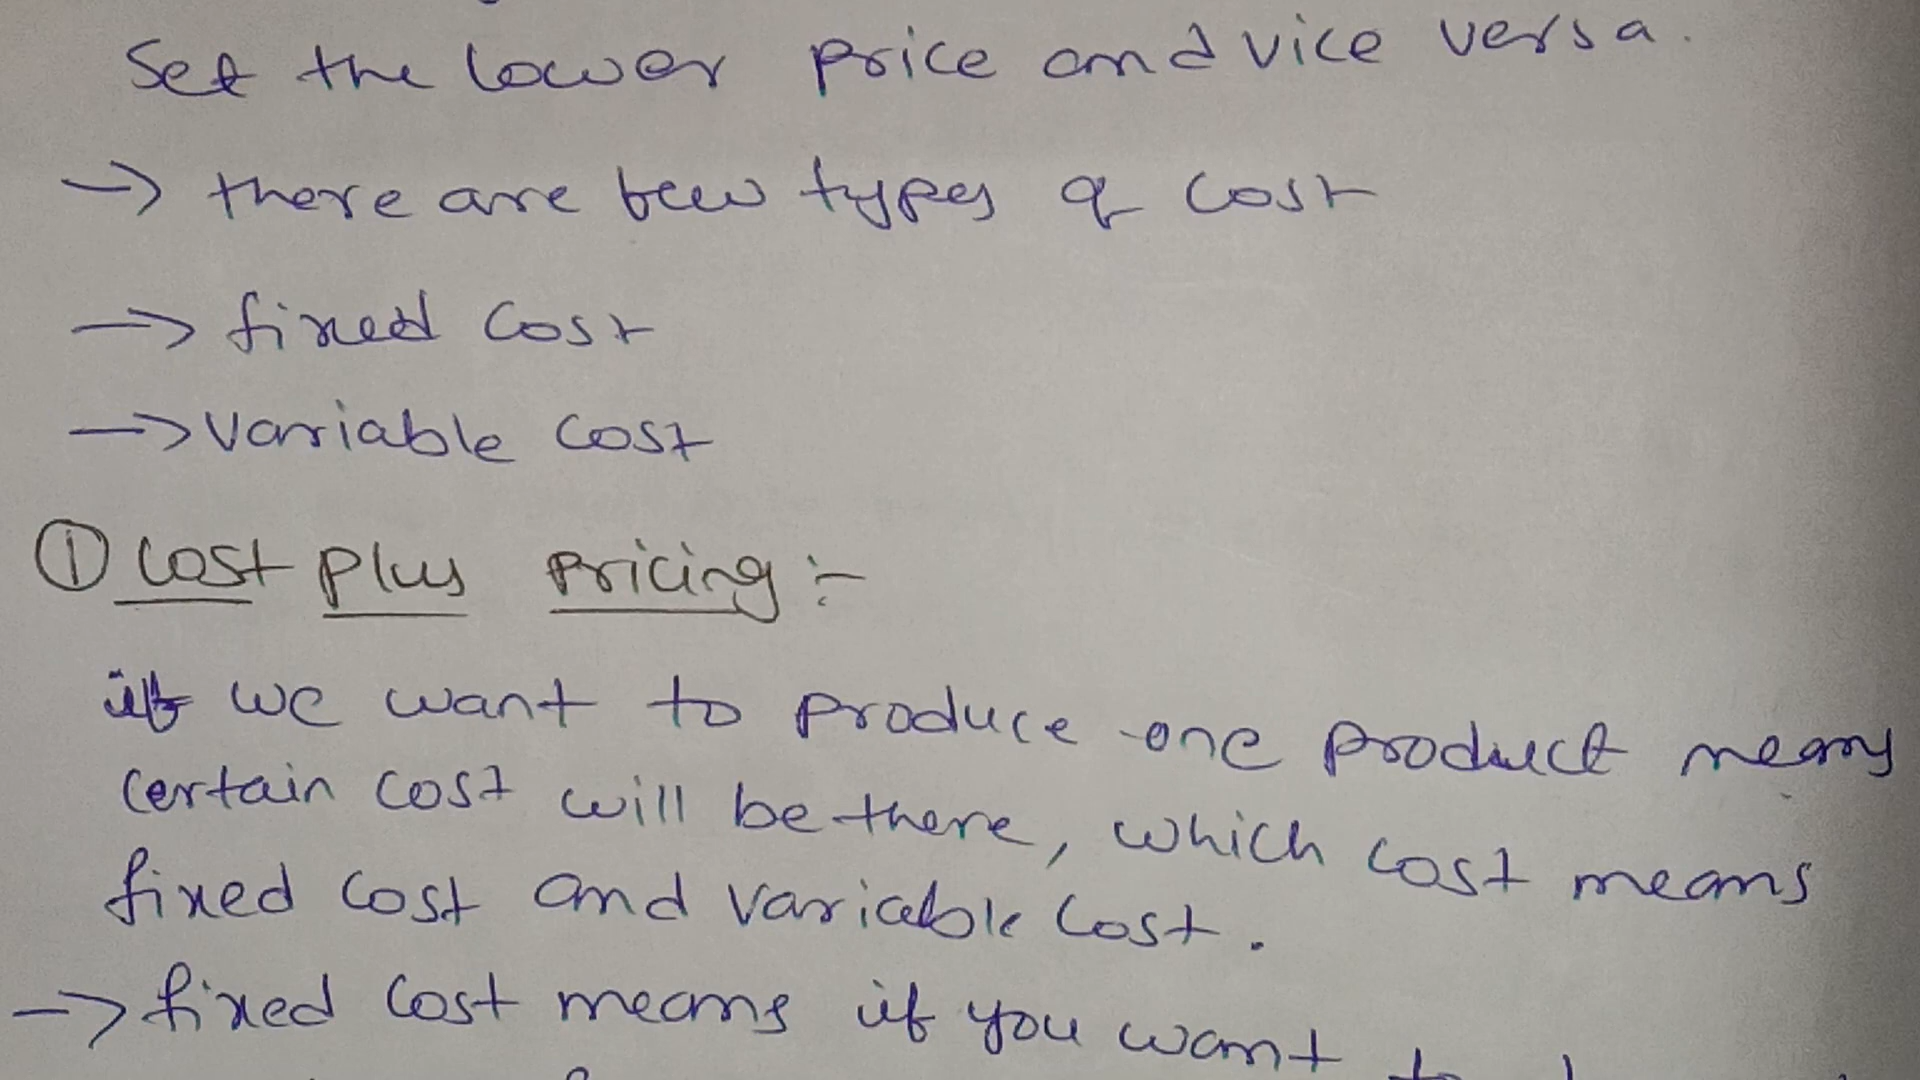 Set the lower price and vice versa.
→ there are few types of cost
→ fixed cost
→ variable cost
① Cost plus pricing :-
if we want to produce one product means
certain cost will be there, which cost means
fixed cost and variable cost.
→ fixed cost means if you want to